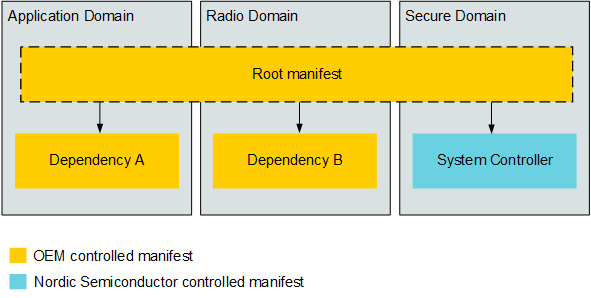 Application Domain
Radio Domain
Secure Domain
Root manifest
Dependency A
Dependency B
System Controller
OEM controlled manifest
Nordic Semiconductor controlled manifest